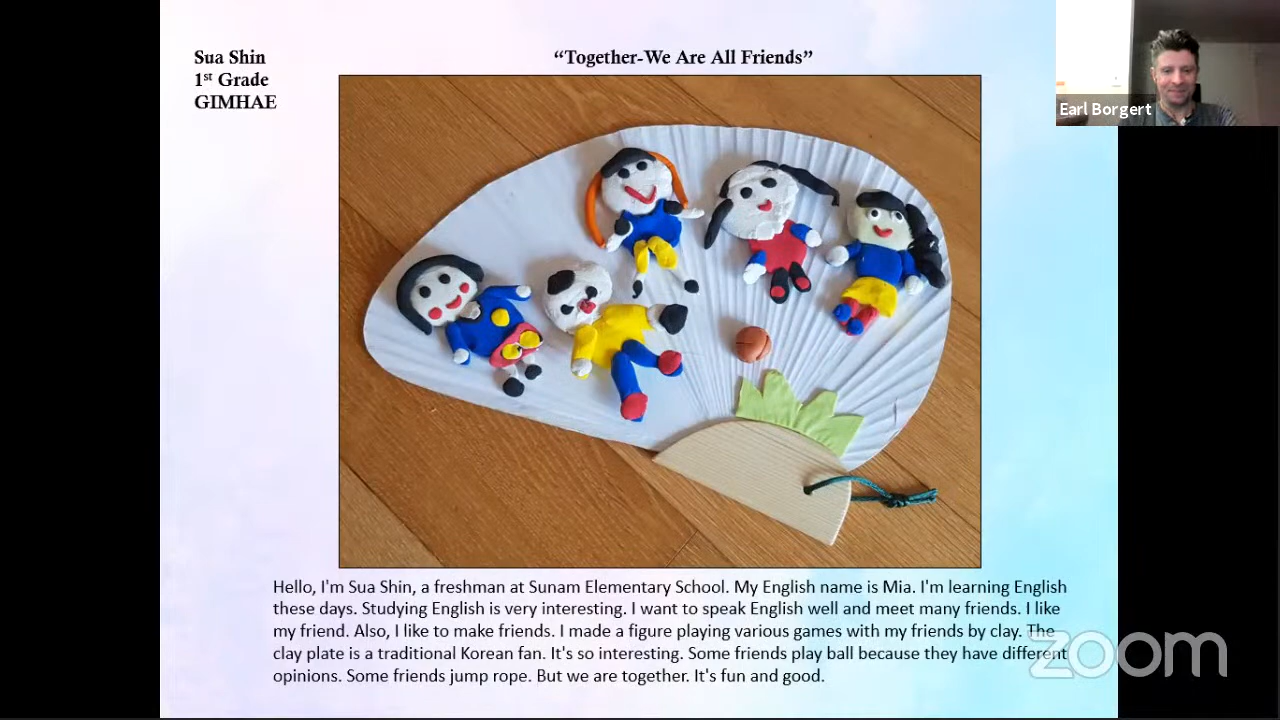 Sua Shin
1st Grade
GIMHAE
“Together-We Are All Friends”
Earl Borgert
Hello, I'm Sua Shin, a freshman at Sunam Elementary School. My English name is Mia. I'm learning English
these days. Studying English is very interesting. I want to speak English well and meet many friends. I like
my friend. Also, I like to make friends. I made a figure playing various games with my friends by clay. The
clay plate is a traditional Korean fan. It's so interesting. Some friends play ball because they have different
opinions. Some friends jump rope. But we are together. It's fun and good.
zoom